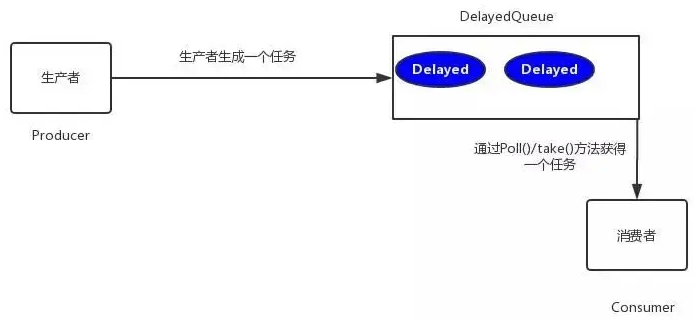 DelayedQueue
生产者生成一个任务
生产者
Delayed
Delayed
Producer
通过Poll()/take()方法获得
一个任务
消费者
Consumer